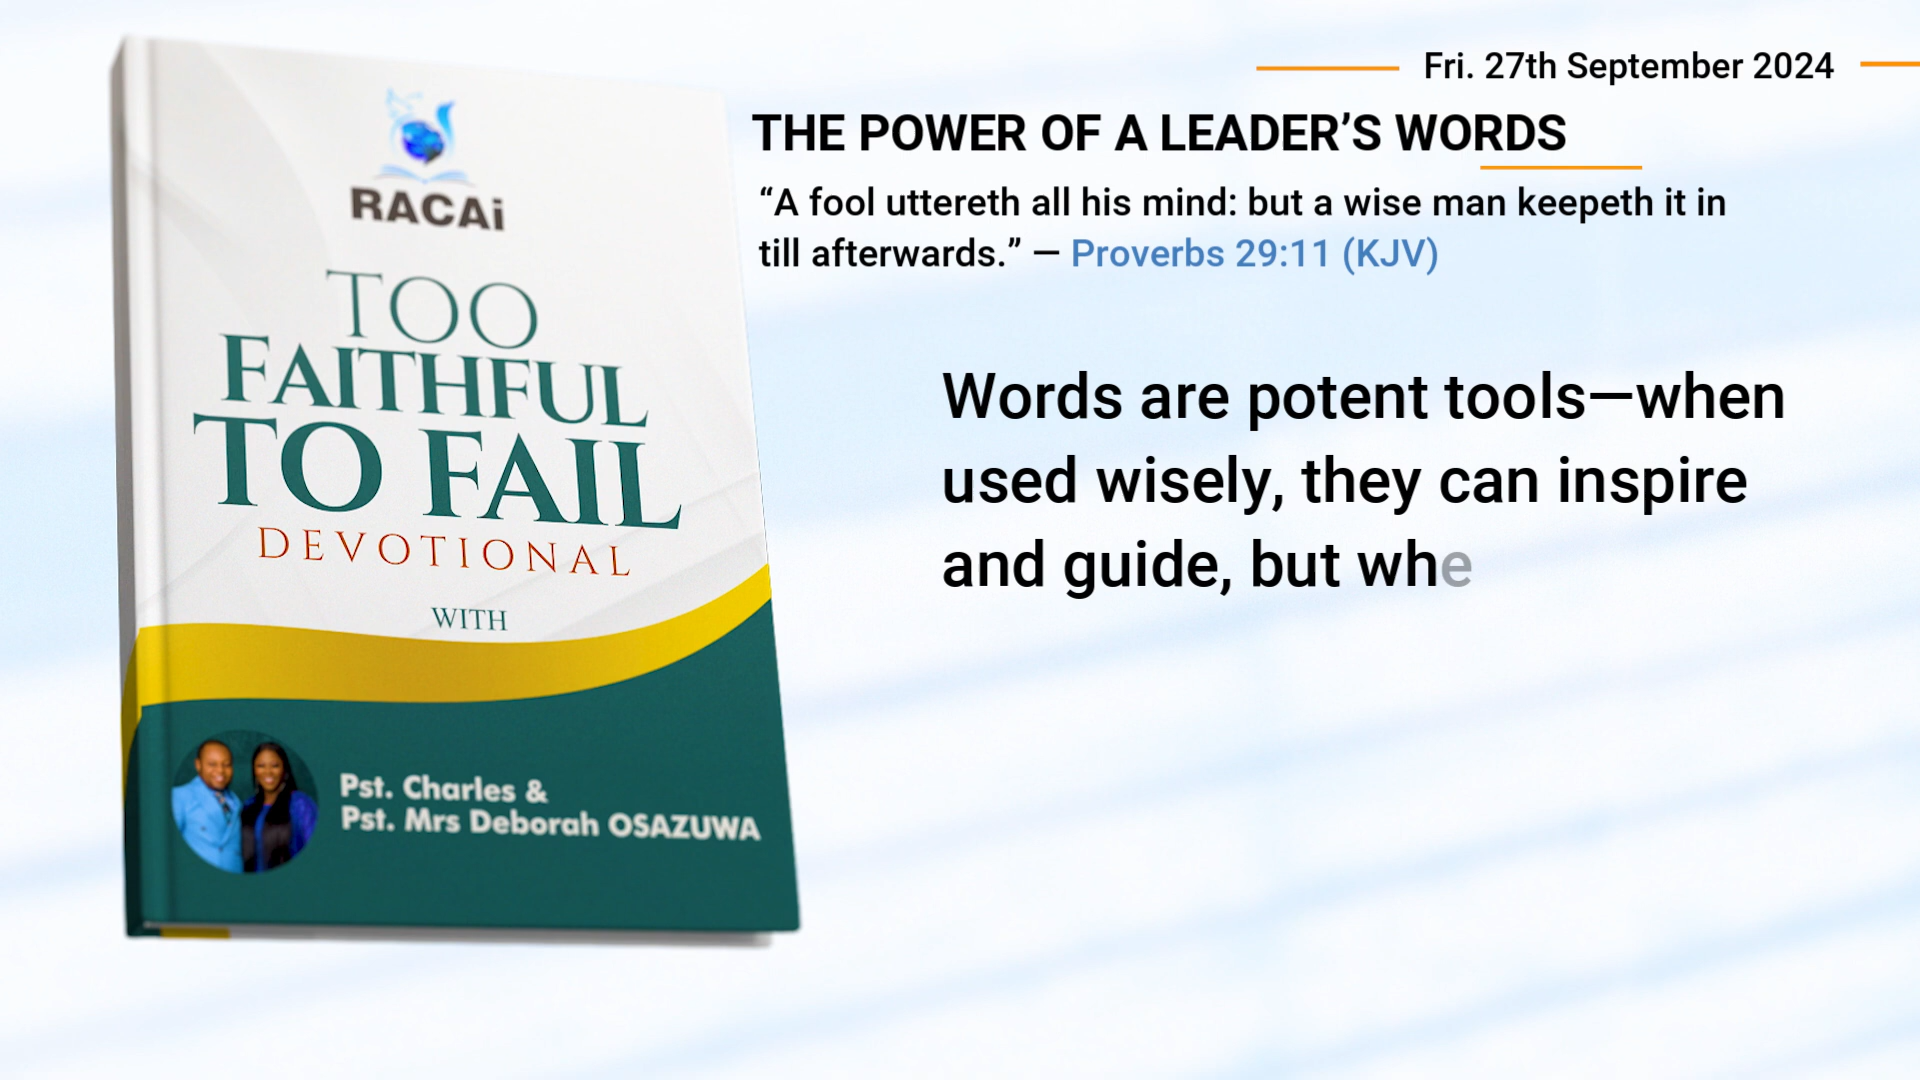 Fri. 27th September 2024
THE POWER OF A LEADER’S WORDS
“A fool uttereth all his mind: but a wise man keepeth it in
till afterwards.” — Proverbs 29:11 (KJV)
Words are potent tools—when
used wisely, they can inspire
and guide, but whe
RACAi
TOO
FAITHFUL
TO FAIL
DEVOTIONAL
WITH
Pst. Charles &
Pst. Mrs Deborah OSAZUWA